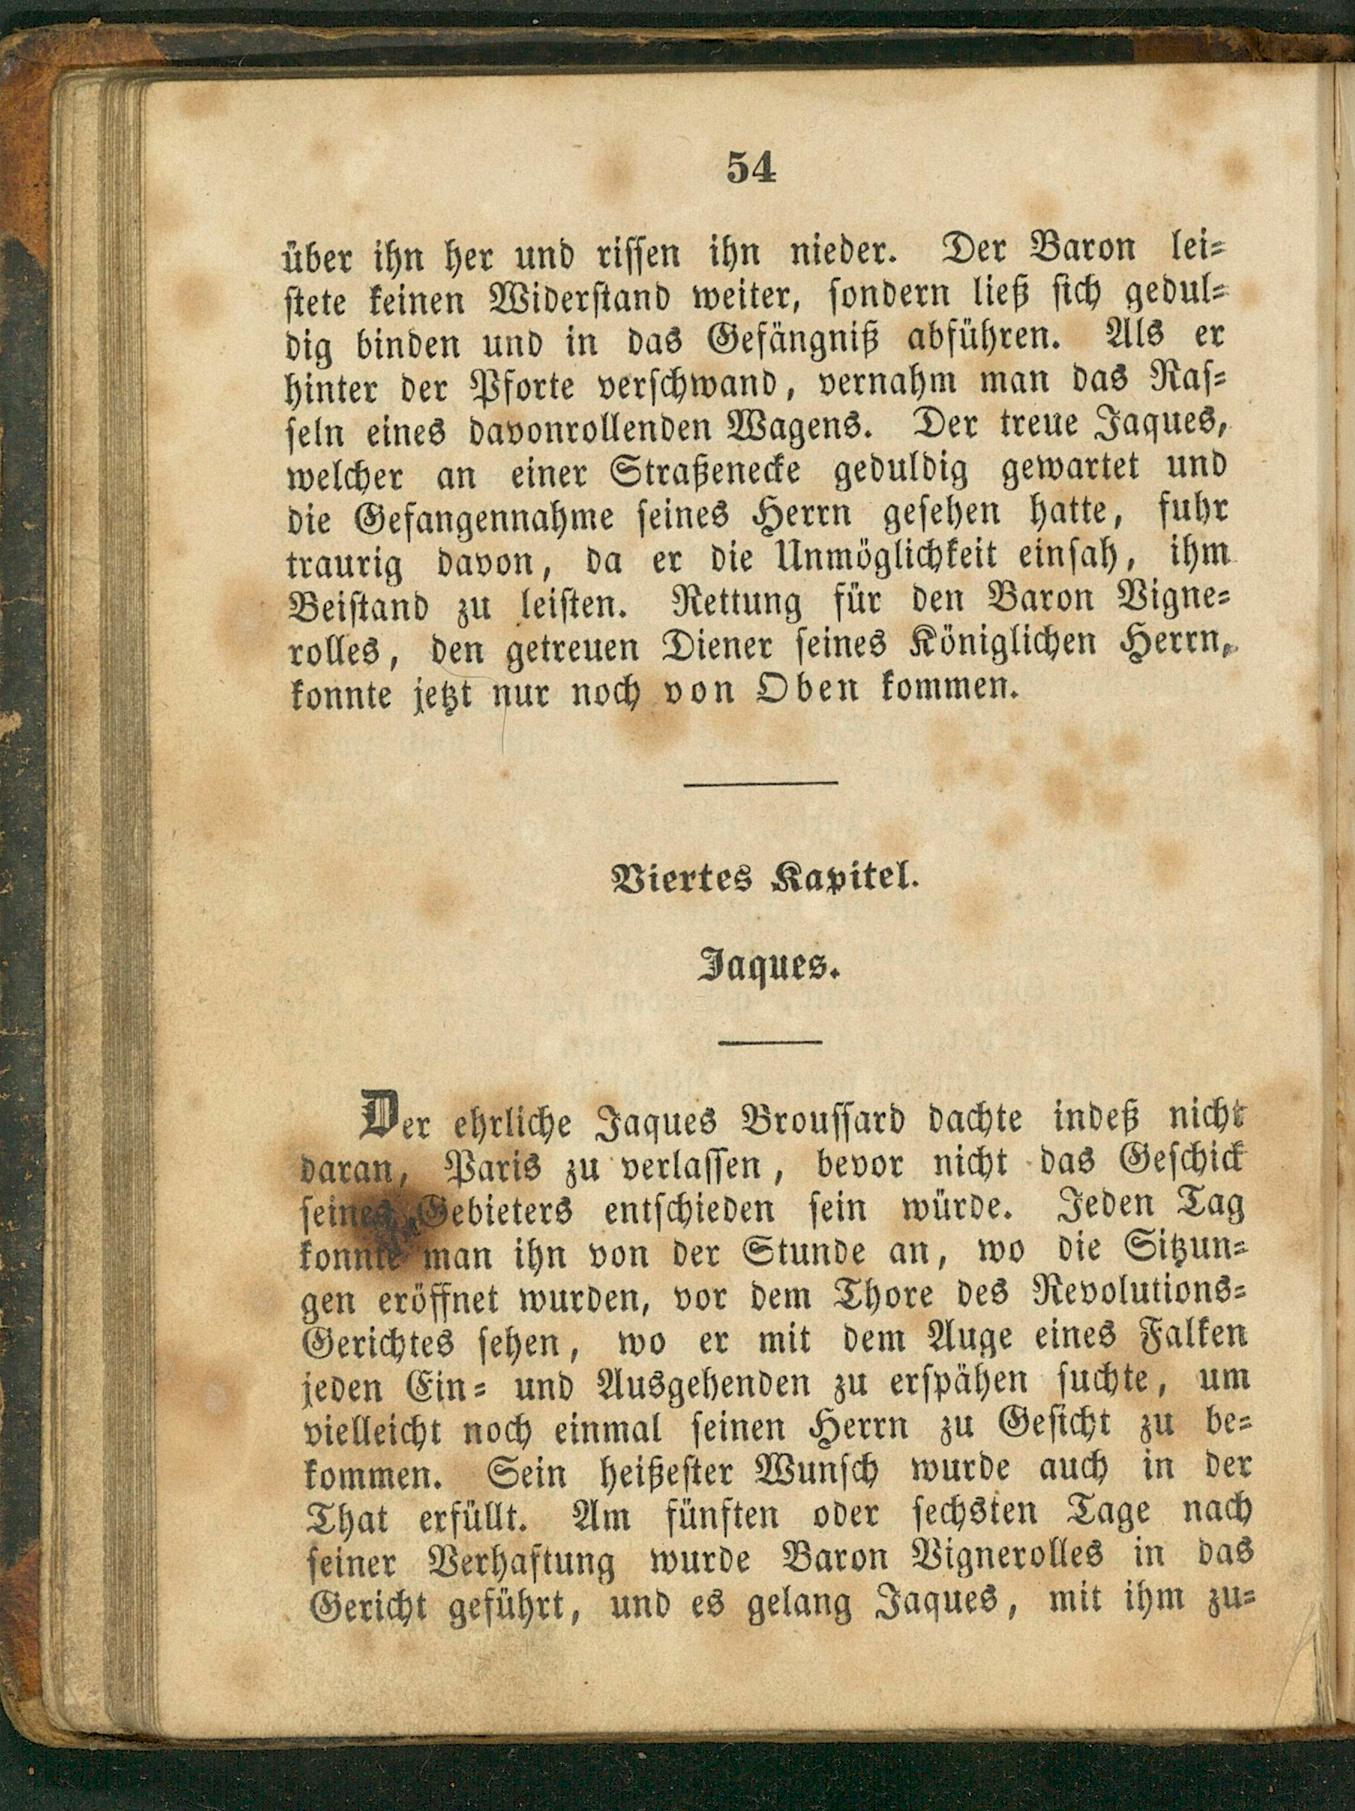 54
über ihn her und rissen ihn nieder. Der Baron lei-
stete keinen Widerstand weiter, sondern ließ sich gedul-
dig binden und in das Gefängniß abführen. Als er
hinter der Pforte verschwand, vernahm man das Ras-
seln eines davonrollenden Wagens. Der treue Jaques,
welcher an einer Straßenecke geduldig gewartet und
die Gefangennahme seines Herrn gesehen hatte, fuhr
traurig davon, da er die Unmöglichkeit einsah, ihm
Beistand zu leisten. Rettung für den Baron Vigne-
rolles, den getreuen Diener seines Königlichen Herrn,
konnte jetzt nur noch von Oben kommen.
Viertes Kapitel.
Jaques.
Der ehrliche Jaques Broussard dachte indeß nicht
daran, Paris zu verlassen, bevor nicht das Geschick
seines Gebieters entschieden sein würde. Jeden Tag
konnte man ihn von der Stunde an, wo die Sitzun-
gen eröffnet wurden, vor dem Thore des Revolutions-
Gerichtes sehen, wo er mit dem Auge eines Falken
jeden Ein- und Ausgehenden zu erspähen suchte, um
vielleicht noch einmal seinen Herrn zu Gesicht zu be-
kommen. Sein heißester Wunsch wurde auch in der
That erfüllt. Am fünften oder sechsten Tage nach
seiner Verhaftung wurde Baron Vignerolles in das
Gericht geführt, und es gelang Jaques, mit ihm zu-